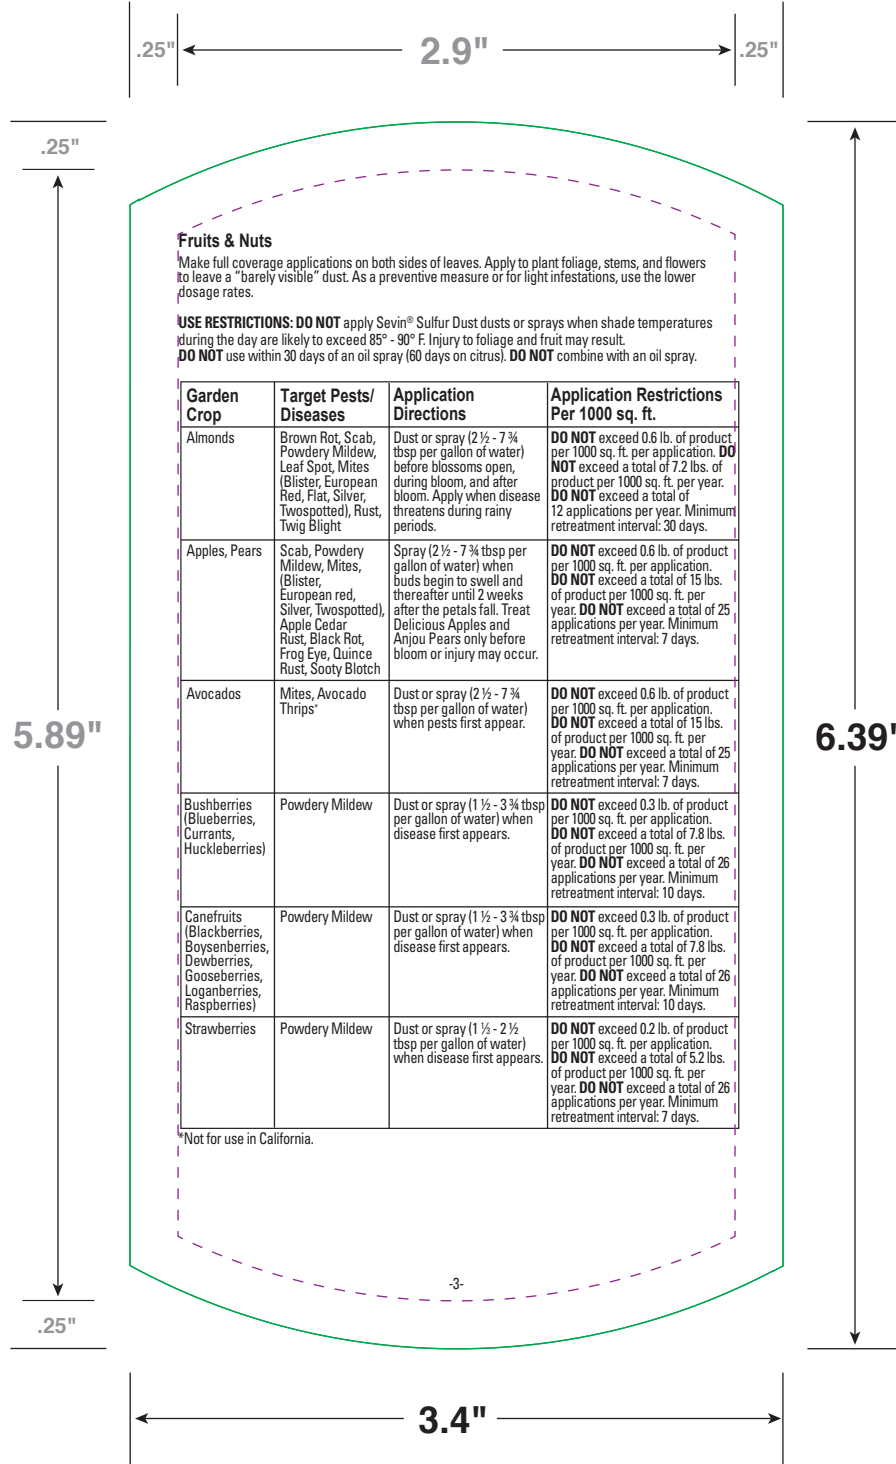 .25" 2.9" .25"
.25"
Fruits & Nuts
Make full coverage applications on both sides of leaves. Apply to plant foliage, stems, and flowers
to leave a “barely visible” dust. As a preventive measure or for light infestations, use the lower
dosage rates.
USE RESTRICTIONS: DO NOT apply Sevin® Sulfur Dust dusts or sprays when shade temperatures
during the day are likely to exceed 85° - 90° F. Injury to foliage and fruit may result.
DO NOT use within 30 days of an oil spray (60 days on citrus). DO NOT combine with an oil spray.
Garden
Crop
Target Pests/
Diseases
Application
Directions
Application Restrictions
Per 1000 sq. ft.
Almonds
Brown Rot, Scab,
Powdery Mildew,
Leaf Spot, Mites
(Blister, European
Red, Flat, Silver,
Twospotted), Rust,
Twig Blight
Dust or spray (2 ½ - 7 ¾
tbsp per gallon of water)
before blossoms open,
during bloom, and after
bloom. Apply when disease
threatens during rainy
periods.
DO NOT exceed 0.6 lb. of product
per 1000 sq. ft. per application. DO
NOT exceed a total of 7.2 lbs. of
product per 1000 sq. ft. per year.
DO NOT exceed a total of
12 applications per year. Minimum
retreatment interval: 30 days.
Apples, Pears
Scab, Powdery
Mildew, Mites,
(Blister,
European red,
Silver, Twospotted),
Apple Cedar
Rust, Black Rot,
Frog Eye, Quince
Rust, Sooty Blotch
Spray (2 ½ - 7 ¾ tbsp per
gallon of water) when
buds begin to swell and
thereafter until 2 weeks
after the petals fall. Treat
Delicious Apples and
Anjou Pears only before
bloom or injury may occur.
DO NOT exceed 0.6 lb. of product
per 1000 sq. ft. per application.
DO NOT exceed a total of 15 lbs.
of product per 1000 sq. ft. per
year. DO NOT exceed a total of 25
applications per year. Minimum
retreatment interval: 7 days.
Avocados
Mites, Avocado
Thrips*
Dust or spray (2 ½ - 7 ¾
tbsp per gallon of water)
when pests first appear.
DO NOT exceed 0.6 lb. of product
per 1000 sq. ft. per application.
DO NOT exceed a total of 15 lbs.
of product per 1000 sq. ft. per
year. DO NOT exceed a total of 25
applications per year. Minimum
retreatment interval: 7 days.
Bushberries
(Blueberries,
Currants,
Huckleberries)
Powdery Mildew
Dust or spray (1 ½ - 3 ¾ tbsp
per gallon of water) when
disease first appears.
DO NOT exceed 0.3 lb. of product
per 1000 sq. ft. per application.
DO NOT exceed a total of 7.8 lbs.
of product per 1000 sq. ft. per
year. DO NOT exceed a total of 26
applications per year. Minimum
retreatment interval: 10 days.
Canefruits
(Blackberries,
Boysenberries,
Dewberries,
Gooseberries,
Loganberries,
Raspberries)
Powdery Mildew
Dust or spray (1 ½ - 3 ¾ tbsp
per gallon of water) when
disease first appears.
DO NOT exceed 0.3 lb. of product
per 1000 sq. ft. per application.
DO NOT exceed a total of 7.8 lbs.
of product per 1000 sq. ft. per
year. DO NOT exceed a total of 26
applications per year. Minimum
retreatment interval: 10 days.
Strawberries
Powdery Mildew
Dust or spray (1 ⅓ - 2 ½
tbsp per gallon of water)
when disease first appears.
DO NOT exceed 0.2 lb. of product
per 1000 sq. ft. per application.
DO NOT exceed a total of 5.2 lbs.
of product per 1000 sq. ft. per
year. DO NOT exceed a total of 26
applications per year. Minimum
retreatment interval: 7 days.
*Not for use in California.
5.89"
6.39"
-3-
.25"
3.4"